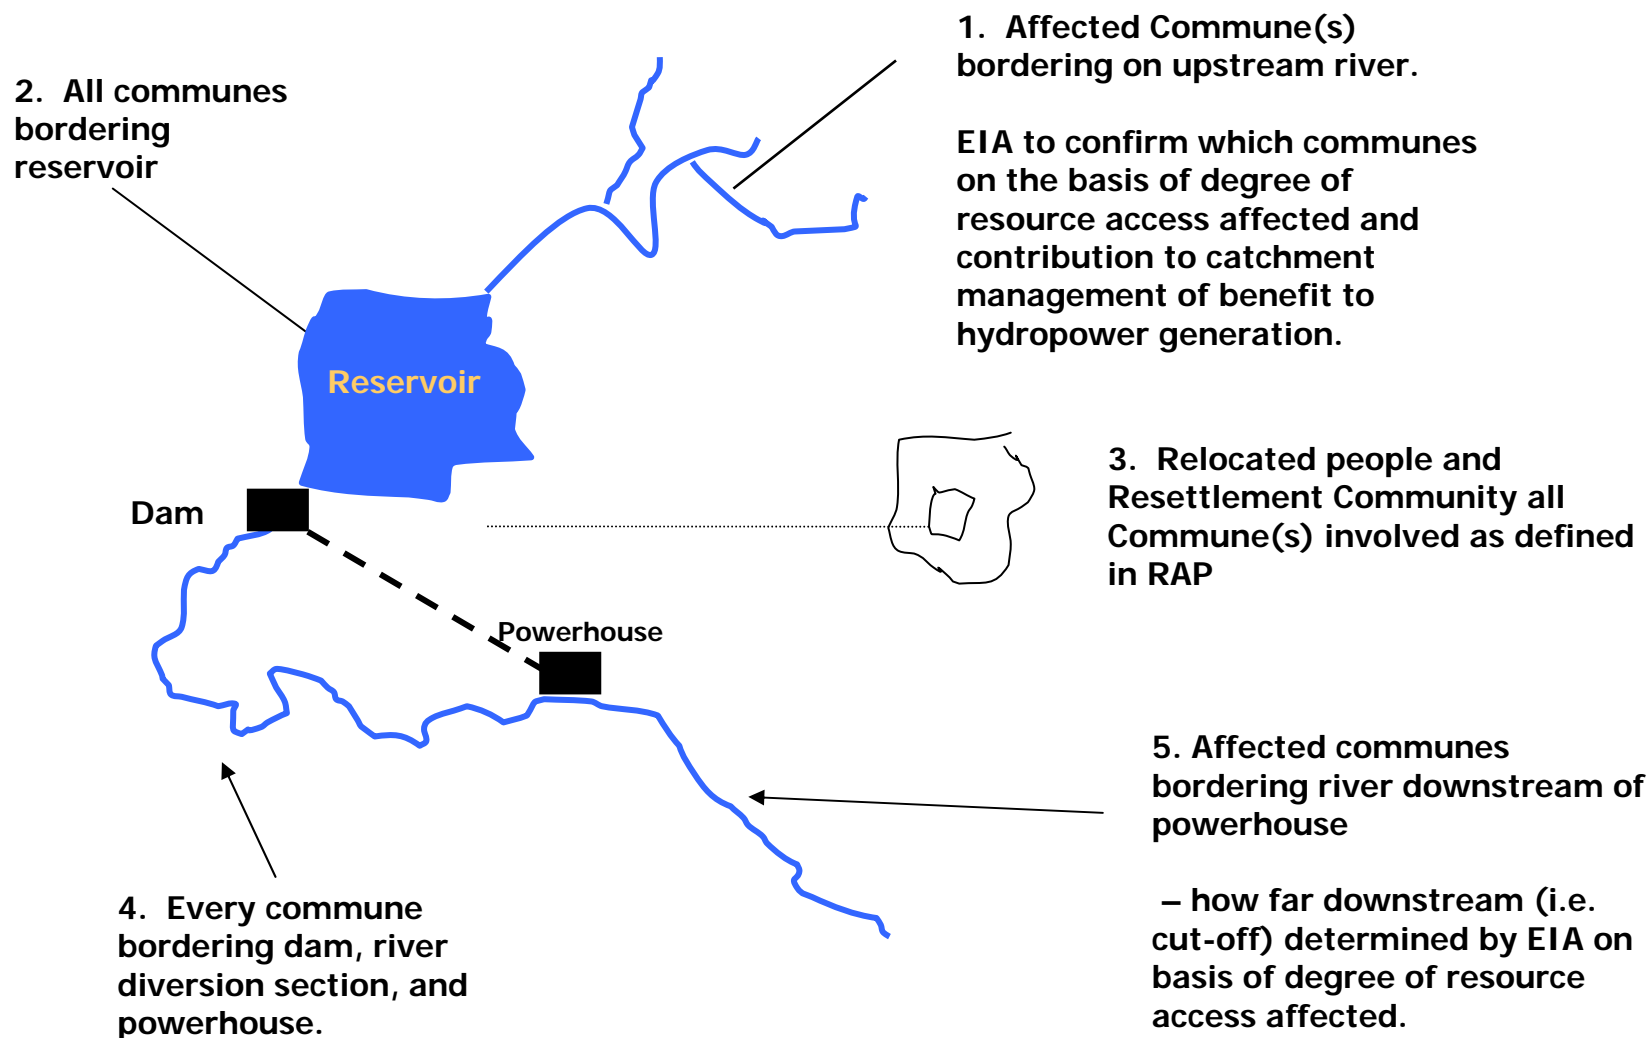 1. Affected Commune(s)
bordering on upstream river.
EIA to confirm which communes
on the basis of degree of
resource access affected and
contribution to catchment
management of benefit to
hydropower generation.
2. All communes
bordering
reservoir
Reservoir
3. Relocated people and
Resettlement Community all
Commune(s) involved as defined
in RAP
Dam
Powerhouse
5. Affected communes
bordering river downstream of
powerhouse
– how far downstream (i.e.
cut-off) determined by EIA on
basis of degree of resource
access affected.
4. Every commune
bordering dam, river
diversion section, and
powerhouse.